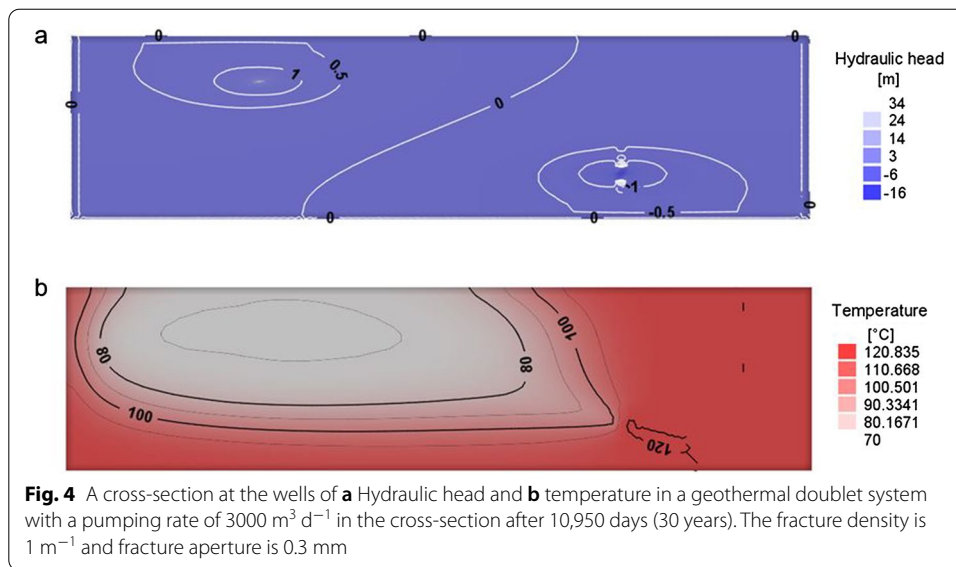 a
0 0 0
Hydraulic head
[m]
1 0.5
34
24
0 0
14
3
-6
-1
-16
-0.5 0
0 0
b
Temperature
[°C]
100
120.835
80 80
110.668
100.501
90.3341
100
80.1671
120
70
Fig. 4 A cross-section at the wells of a Hydraulic head and b temperature in a geothermal doublet system
with a pumping rate of 3000 m³ d⁻¹ in the cross-section after 10,950 days (30 years). The fracture density is
1 m⁻¹ and fracture aperture is 0.3 mm